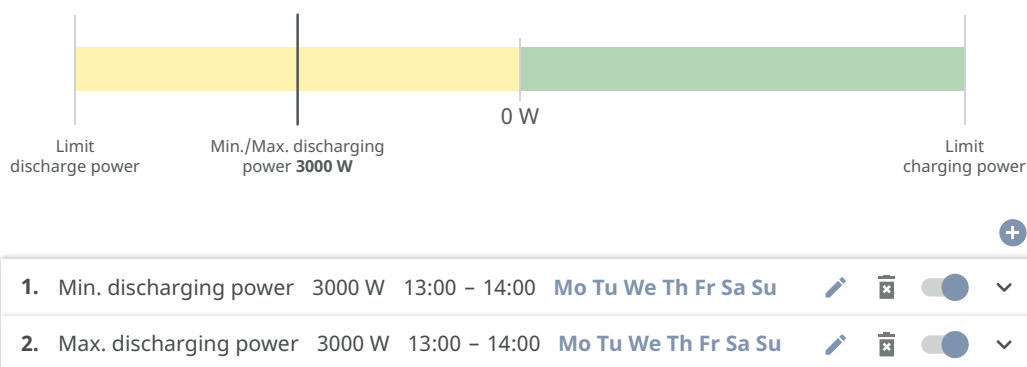 0 W
Limit
discharge power
Min./Max. discharging
power 3000 W
Limit
charging power
1. Min. discharging power 3000 W 13:00 – 14:00 Mo Tu We Th Fr Sa Su
2. Max. discharging power 3000 W 13:00 – 14:00 Mo Tu We Th Fr Sa Su